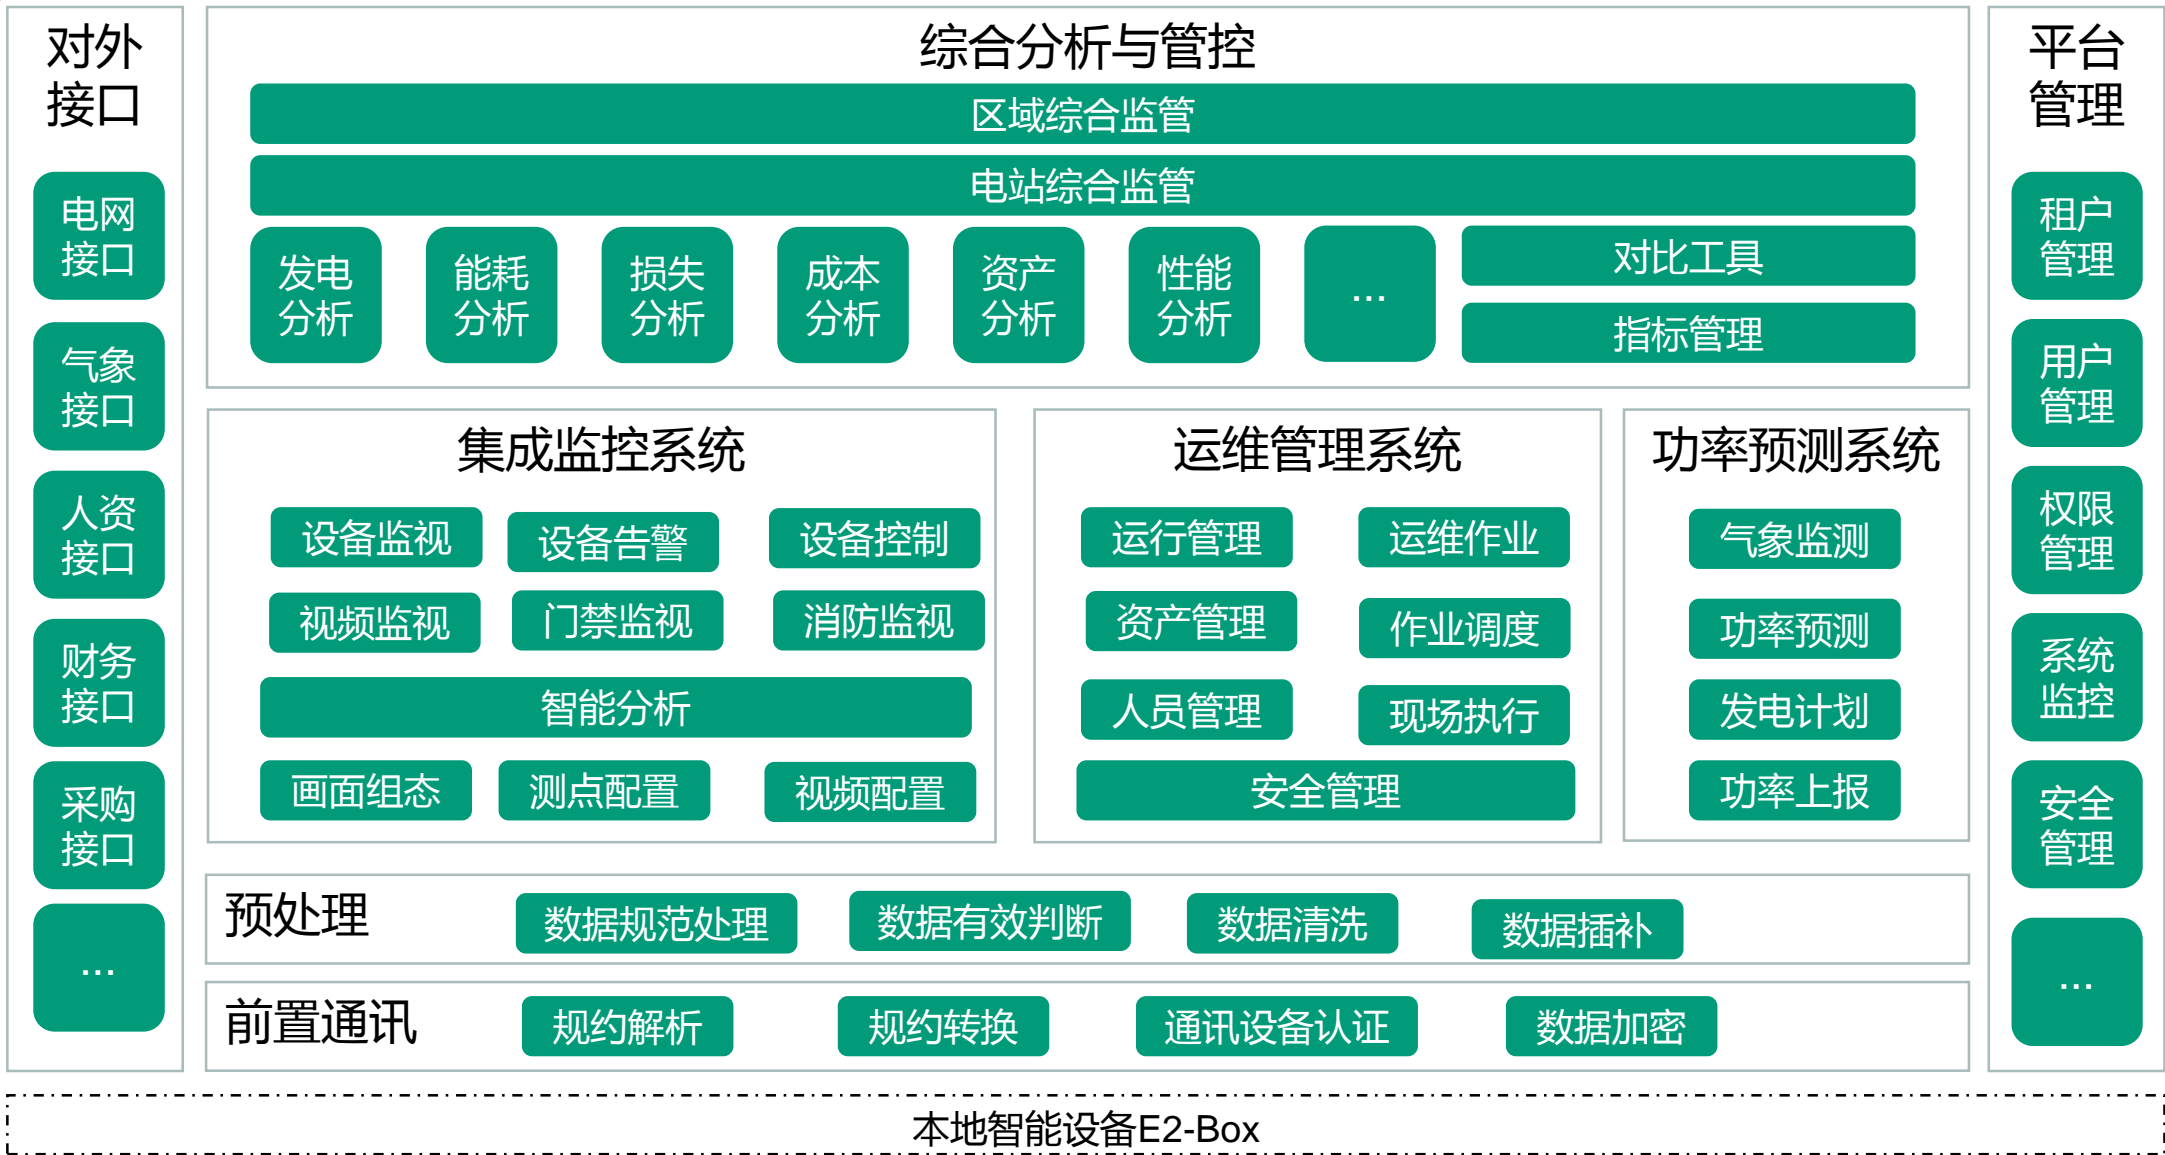 对外
接口
电网
接口
气象
接口
人资
接口
财务
接口
采购
接口
...
综合分析与管控
区域综合监管
电站综合监管
发电
分析
能耗
分析
损失
分析
成本
分析
资产
分析
性能
分析
...
对比工具
指标管理
集成监控系统
设备监视
设备告警
设备控制
视频监视
门禁监视
消防监视
智能分析
画面组态
测点配置
视频配置
运维管理系统
运行管理
运维作业
资产管理
作业调度
人员管理
现场执行
安全管理
功率预测系统
气象监测
功率预测
发电计划
功率上报
预处理
数据规范处理
数据有效判断
数据清洗
数据插补
前置通讯
规约解析
规约转换
通讯设备认证
数据加密
平台
管理
租户
管理
用户
管理
权限
管理
系统
监控
安全
管理
...
本地智能设备E2-Box